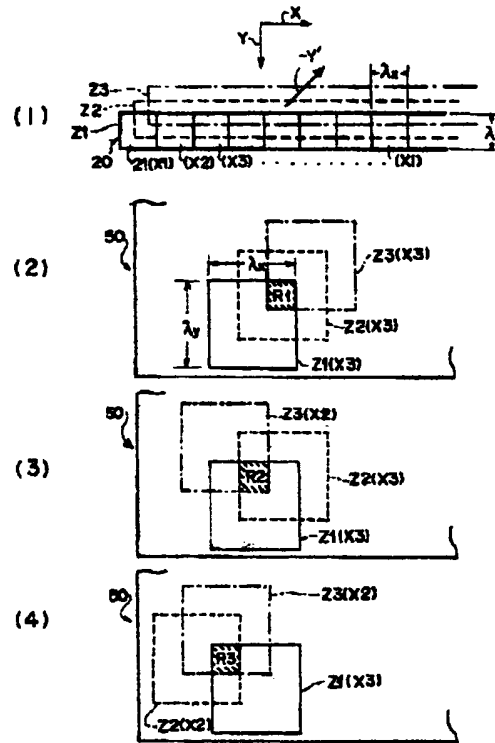 X
Y
-Y'
λx
Z3
Z2
(1)
Z1
λ
20
Z1(X1) (X2) (X3) (X1)
(2)
50
λx
λy
R1
Z3(X3)
Z2(X3)
Z1(X3)
(3)
50
Z3(X2)
R2
Z2(X3)
Z1(X3)
(4)
50
Z3(X2)
R3
Z1(X3)
Z2(X2)